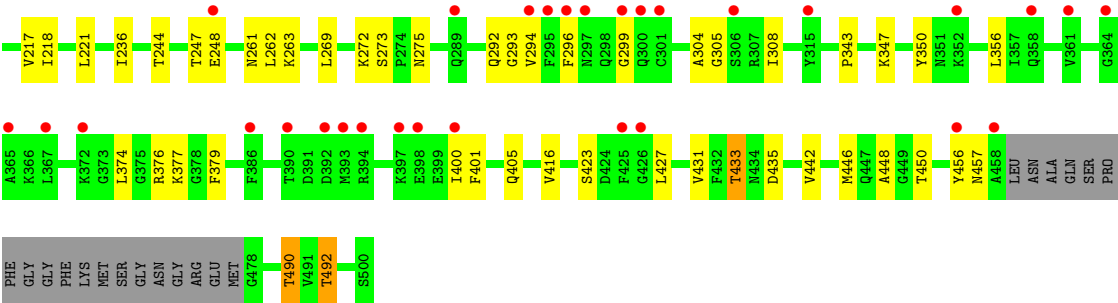 V217 I218 L221 I236 T244 T247 E248 N261 L262 K263 L269 K272 S273 P274 N275 Q289 Q292 G293 V294 F295 F296 N297 Q298 G299 Q300 C301 A304 G305 S306 R307 I308 Y315 P343 K347 Y350 N351 K352 L356 I357 Q358 V361 G364
A365 K366 L367 K372 G373 L374 G375 R376 K377 G378 F379 F386 T390 D391 D392 M393 R394 K397 E398 E399 I400 F401 Q405 V416 S423 D424 F425 G426 L427 V431 F432 T433 N434 D435 V442 M446 Q447 A448 G449 T450 Y456 N457 A458 LEU ASN ALA GLN SER PRO
PHE GLY GLY PHE LYS MET SER GLY ASN GLY ARG GLU MET G478 T490 V491 T492 S500